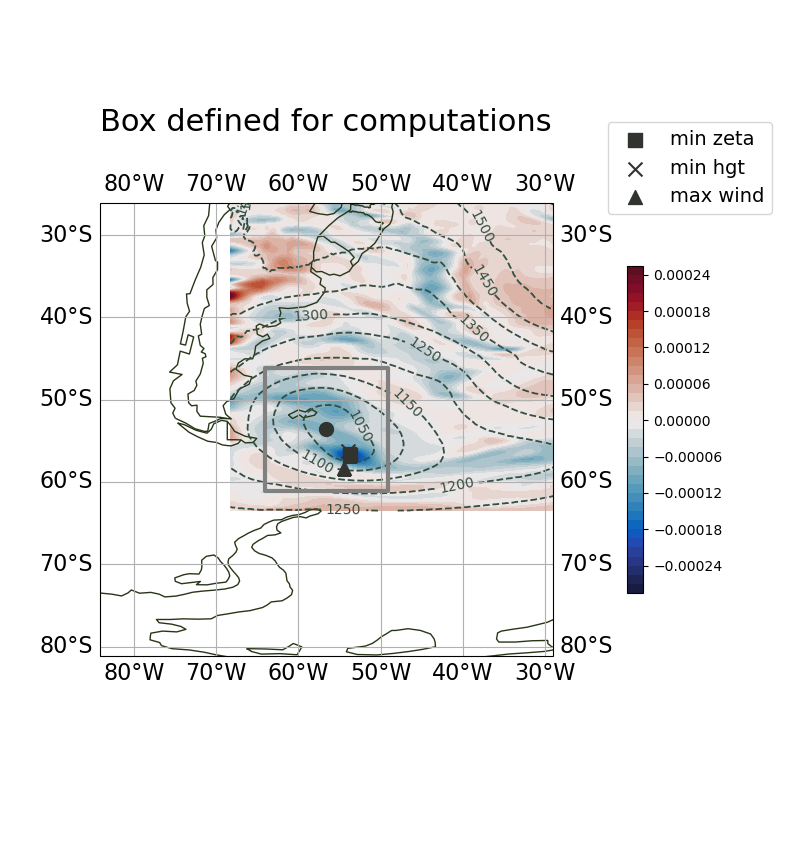 Box defined for computations
min zeta
min hgt
max wind
80°W 70°W 60°W 50°W 40°W 30°W
30°S 30°S
40°S 40°S
50°S 50°S
60°S 60°S
70°S 70°S
80°S 80°S
80°W 70°W 60°W 50°W 40°W 30°W
1500
1450
1300
1350
1250
1150
1050
1100
1200
1250
0.00024
0.00018
0.00012
0.00006
0.00000
−0.00006
−0.00012
−0.00018
−0.00024